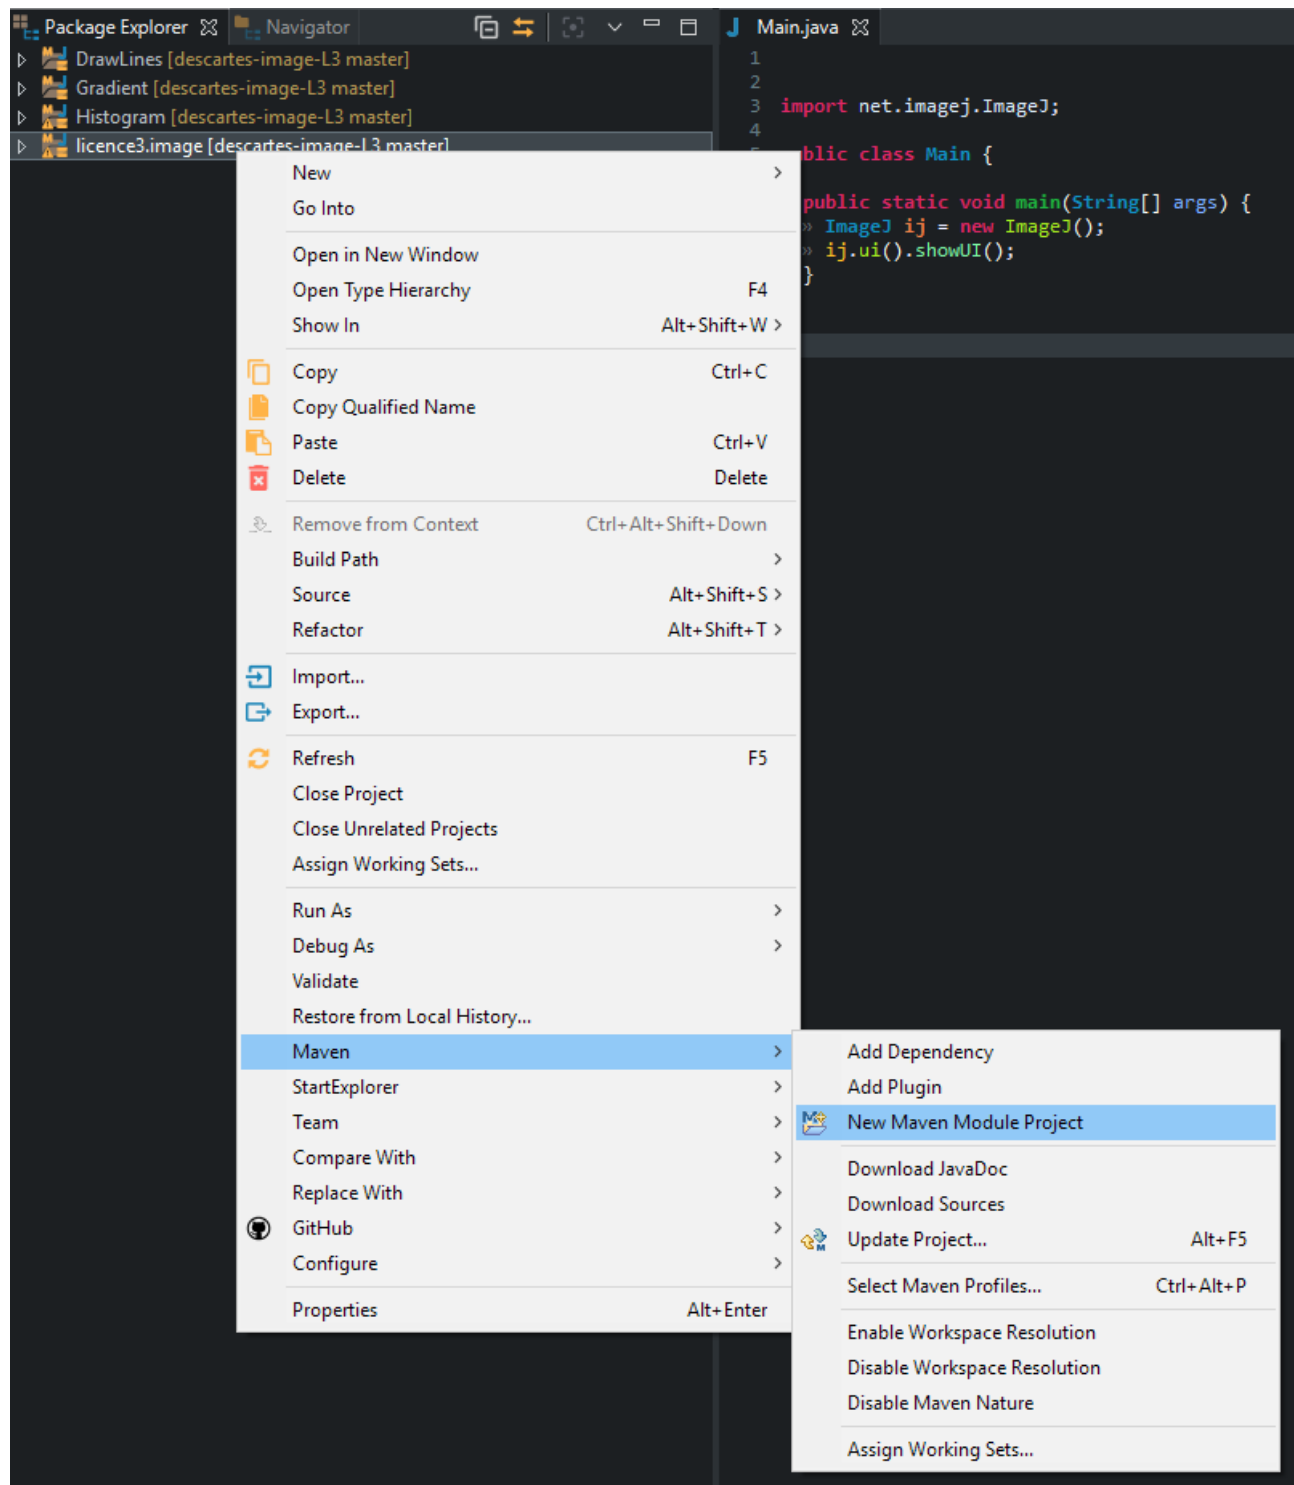 Package Explorer Navigator
DrawLines [descartes-image-L3 master]
Gradient [descartes-image-L3 master]
Histogram [descartes-image-L3 master]
licence3.image [descartes-image-L3 master]
New
Go Into
Open in New Window
Open Type Hierarchy F4
Show In Alt+Shift+W
Copy Ctrl+C
Copy Qualified Name
Paste Ctrl+V
Delete Delete
Remove from Context Ctrl+Alt+Shift+Down
Build Path
Source Alt+Shift+S
Refactor Alt+Shift+T
Import...
Export...
Refresh F5
Close Project
Close Unrelated Projects
Assign Working Sets...
Run As
Debug As
Validate
Restore from Local History...
Maven
StartExplorer
Team
Compare With
Replace With
GitHub
Configure
Properties Alt+Enter
Add Dependency
Add Plugin
New Maven Module Project
Download JavaDoc
Download Sources
Update Project... Alt+F5
Select Maven Profiles... Ctrl+Alt+P
Enable Workspace Resolution
Disable Workspace Resolution
Disable Maven Nature
Assign Working Sets...
Main.java
1
2
3 import net.imagej.ImageJ;
4
blic class Main {
public static void main(String[] args) {
» ImageJ ij = new ImageJ();
» ij.ui().showUI();
}